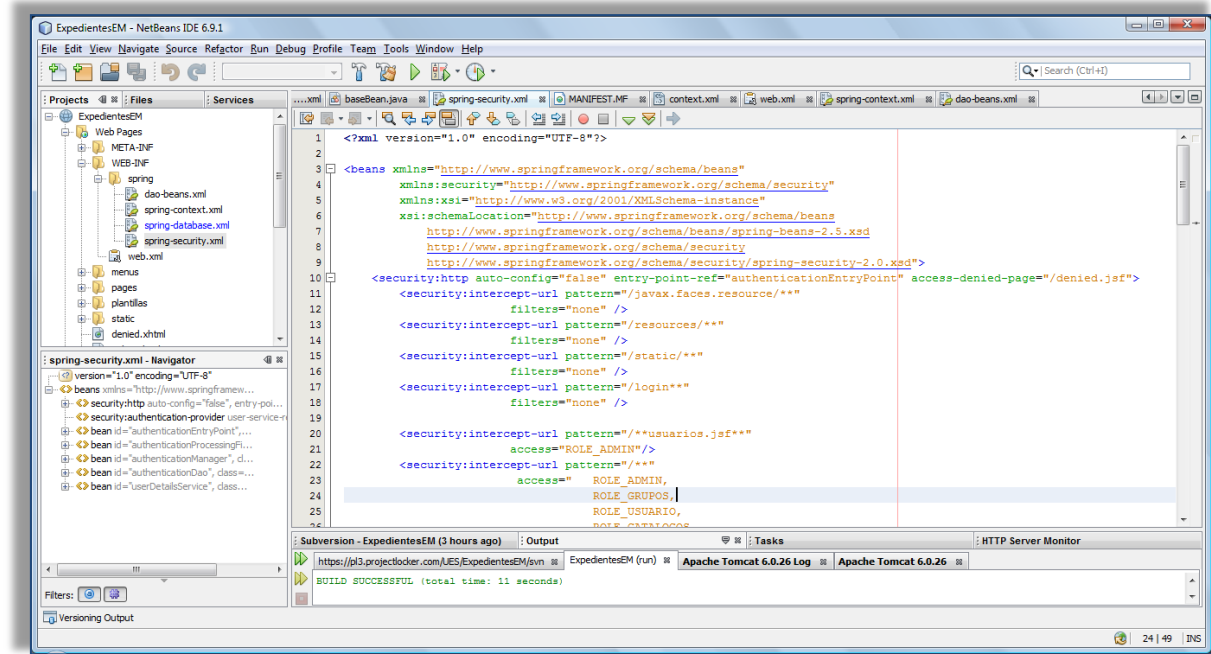 ExpedientesEM - NetBeans IDE 6.9.1
File Edit View Navigate Source Refactor Run Debug Profile Team Tools Window Help
Search (Ctrl+I)
Projects Files Services
ExpedientesEM
Web Pages
META-INF
WEB-INF
spring
dao-beans.xml
spring-context.xml
spring-database.xml
spring-security.xml
web.xml
menus
pages
plantillas
static
denied.xhtml
spring-security.xml - Navigator
version="1.0" encoding="UTF-8"
beans xmlns="http://www.springframew...
security:http auto-config="false", entry-poi...
security:authentication-provider user-service-r
bean id="authenticationEntryPoint",...
bean id="authenticationProcessingFi...
bean id="authenticationManager", cl...
bean id="authenticationDao", class=...
bean id="userDetailsService", class...
Filters:
....xml baseBean.java spring-security.xml MANIFEST.MF context.xml web.xml spring-context.xml dao-beans.xml
1 <?xml version="1.0" encoding="UTF-8"?>
2
3 <beans xmlns="http://www.springframework.org/schema/beans"
4 xmlns:security="http://www.springframework.org/schema/security"
5 xmlns:xsi="http://www.w3.org/2001/XMLSchema-instance"
6 xsi:schemaLocation="http://www.springframework.org/schema/beans
7 http://www.springframework.org/schema/beans/spring-beans-2.5.xsd
8 http://www.springframework.org/schema/security
9 http://www.springframework.org/schema/security/spring-security-2.0.xsd">
10 <security:http auto-config="false" entry-point-ref="authenticationEntryPoint" access-denied-page="/denied.jsf">
11 <security:intercept-url pattern="/javax.faces.resource/**"
12 filters="none" />
13 <security:intercept-url pattern="/resources/**"
14 filters="none" />
15 <security:intercept-url pattern="/static/**"
16 filters="none" />
17 <security:intercept-url pattern="/login**"
18 filters="none" />
19
20 <security:intercept-url pattern="/**usuarios.jsf**"
21 access="ROLE_ADMIN"/>
22 <security:intercept-url pattern="/**"
23 access=" ROLE_ADMIN,
24 ROLE_GRUPOS,
25 ROLE_USUARIO,
26 ROLE_CATALOGOS
Subversion - ExpedientesEM (3 hours ago) Output Tasks HTTP Server Monitor
https://pl3.projectlocker.com/UES/ExpedientesEM/svn ExpedientesEM (run) Apache Tomcat 6.0.26 Log Apache Tomcat 6.0.26
BUILD SUCCESSFUL (total time: 11 seconds)
Versioning Output
24 | 49 INS